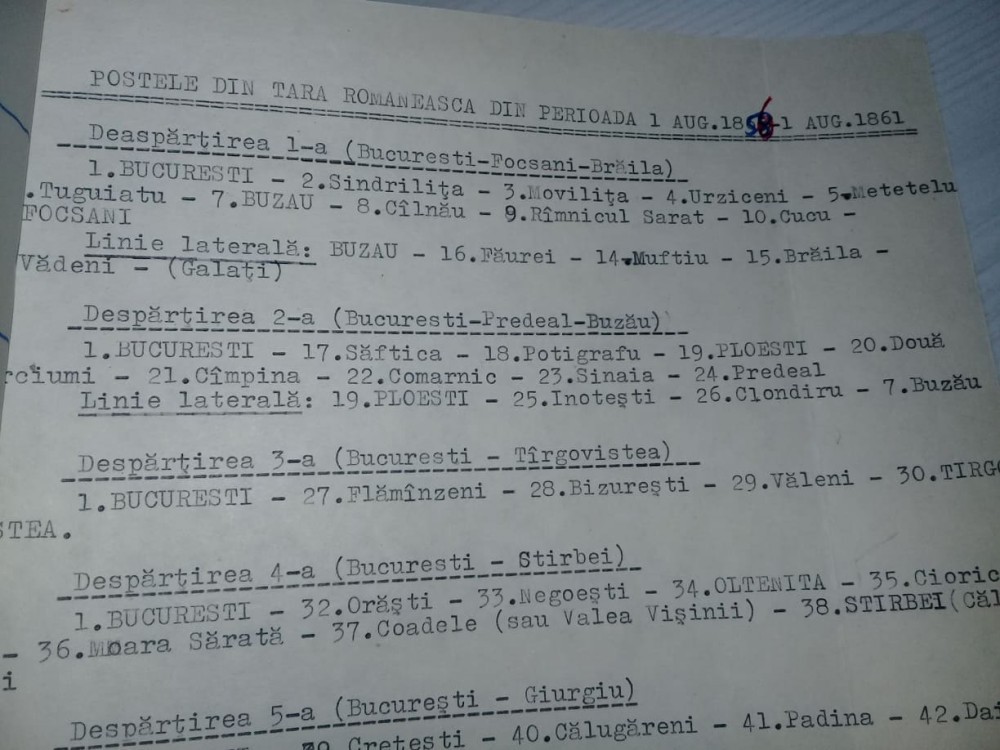 POSTELE DIN TARA ROMANEASCA DIN PERIOADA 1 AUG.1856-1 AUG.1861
Deaspărţirea 1-a (Bucuresti-Focsani-Brăila)
1.BUCURESTI - 2.Sindriliţa - 3.Moviliţa - 4.Urziceni - 5.Metetelu
.Tuguiatu - 7.BUZAU - 8.Cîlnău - 9.Rîmnicul Sarat - 10.Cucu -
FOCSANI
Linie laterală: BUZAU - 16.Făurei - 14.Muftiu - 15.Brăila -
Vădeni - (Galaţi)
Despărţirea 2-a (Bucuresti-Predeal-Buzău)
1.BUCURESTI - 17.Săftica - 18.Potigrafu - 19.PLOESTI - 20.Două
rciumi - 21.Cîmpina - 22.Comarnic - 23.Sinaia - 24.Predeal
Linie laterală: 19.PLOESTI - 25.Inoteşti - 26.Clondiru - 7.Buzău
Despărţirea 3-a (Bucuresti - Tîrgovistea)
1.BUCURESTI - 27.Flămînzeni - 28.Bizureşti - 29.Văleni - 30.TIRGO
STEA.
Despărţirea 4-a (Bucuresti - Stirbei)
1.BUCURESTI - 32.Orăşti - 33.Negoeşti - 34.OLTENITA - 35.Cioric
- 36.Moara Sărată - 37.Coadele (sau Valea Vişinii) - 38.STIRBEI(Căl
i
Despărţirea 5-a (Bucureşti - Giurgiu)
39.Cretesti - 40.Călugăreni - 41.Padina - 42.Dai